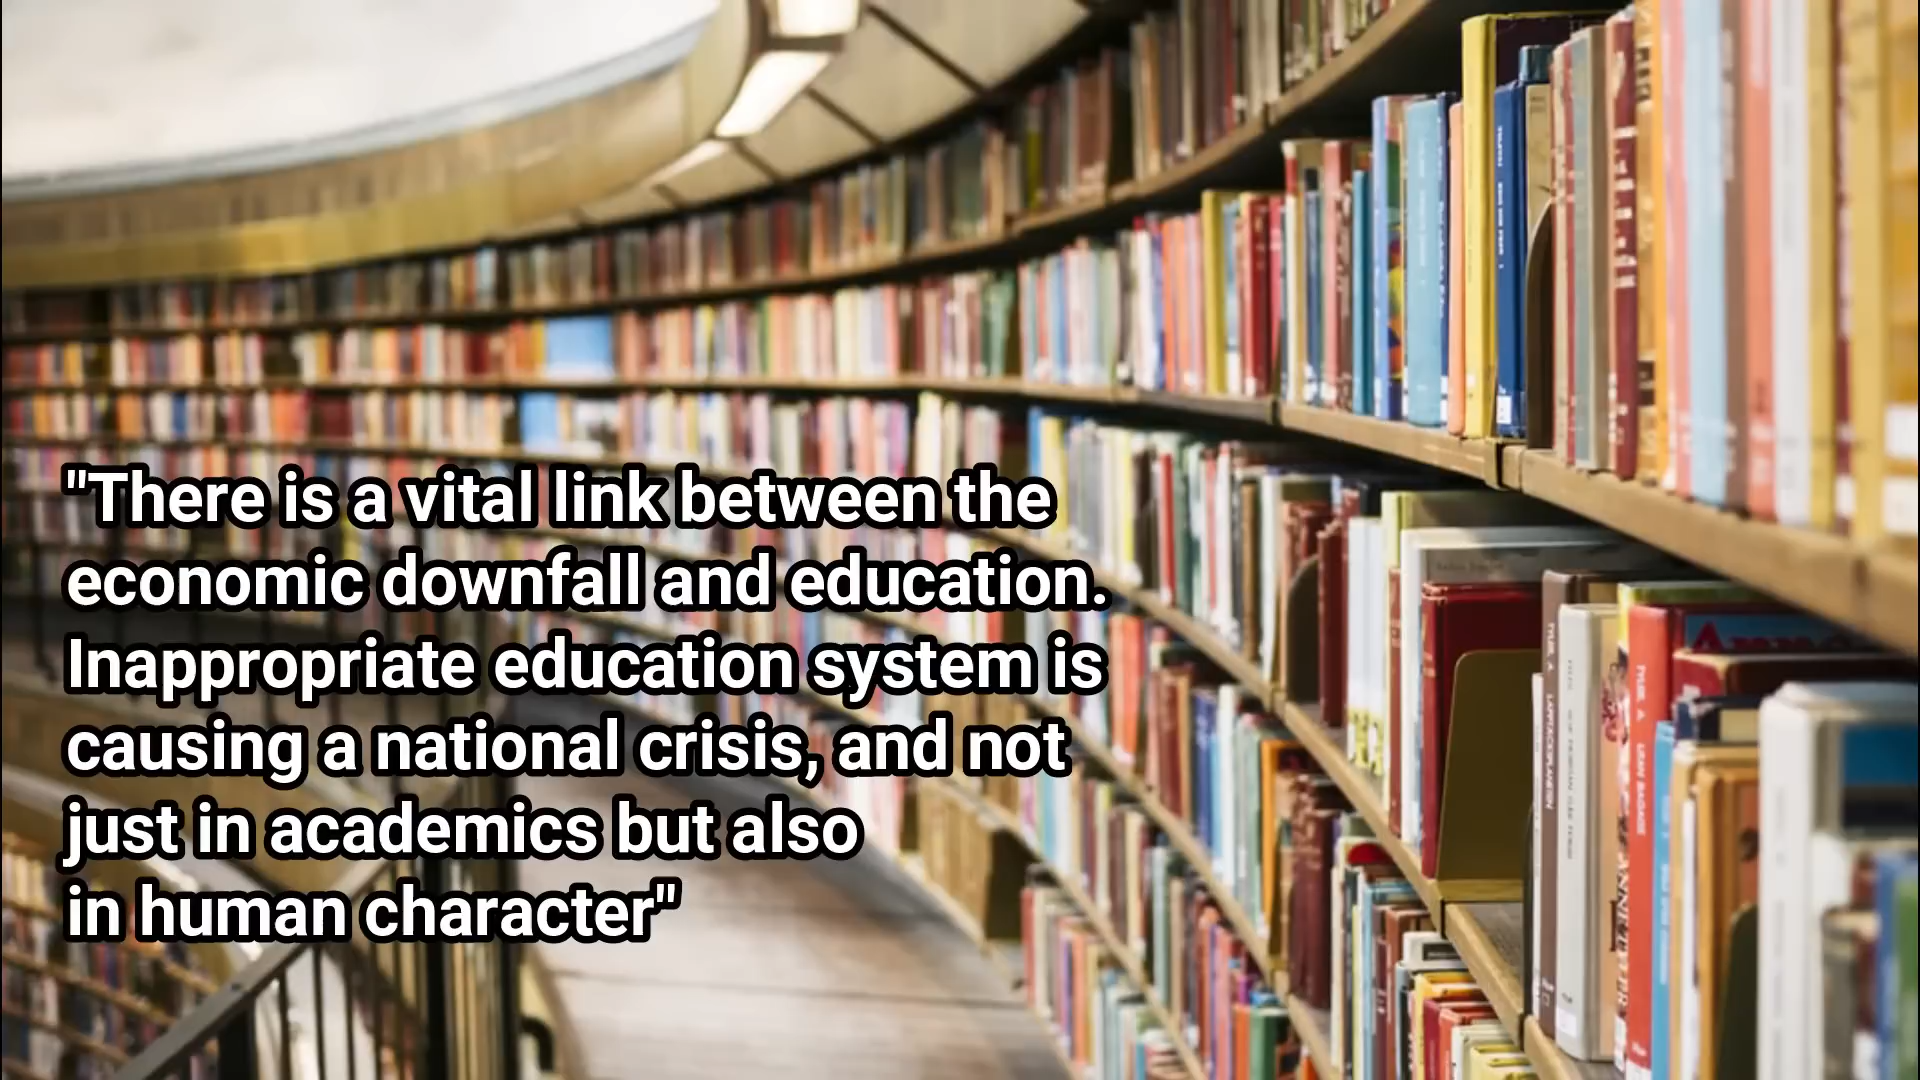 "There is a vital link between the
economic downfall and education.
Inappropriate education system is
causing a national crisis, and not
just in academics but also
in human character"